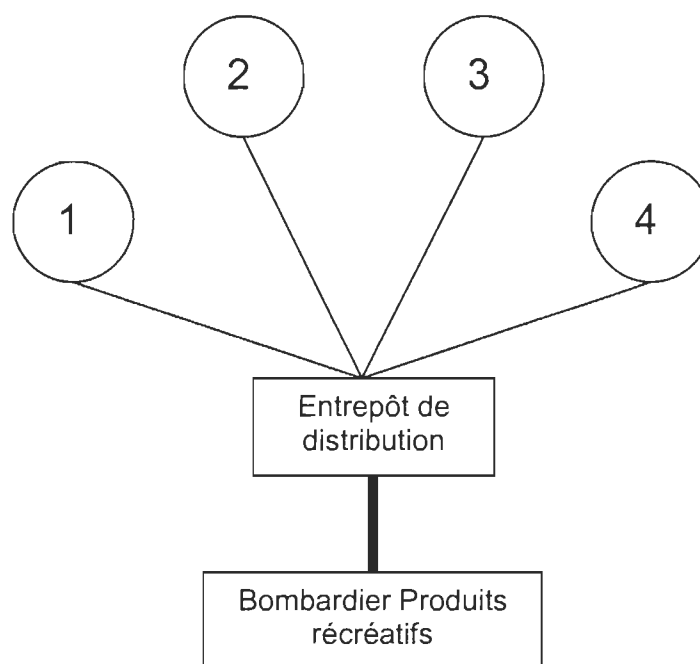 2
3
1
4
Entrepôt de
distribution
Bombardier Produits
récréatifs